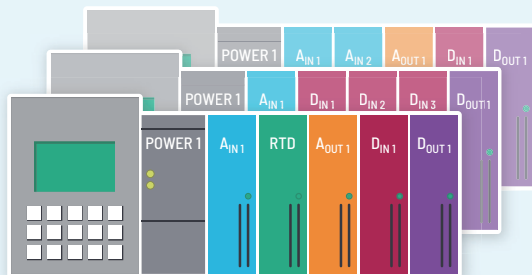 POWER 1 AIN 1 AIN 2 AOUT 1 DIN 1 DOUT 1
POWER 1 AIN 1 DIN 1 DIN 2 DIN 3 DOUT 1
POWER 1 AIN 1 RTD AOUT 1 DIN 1 DOUT 1